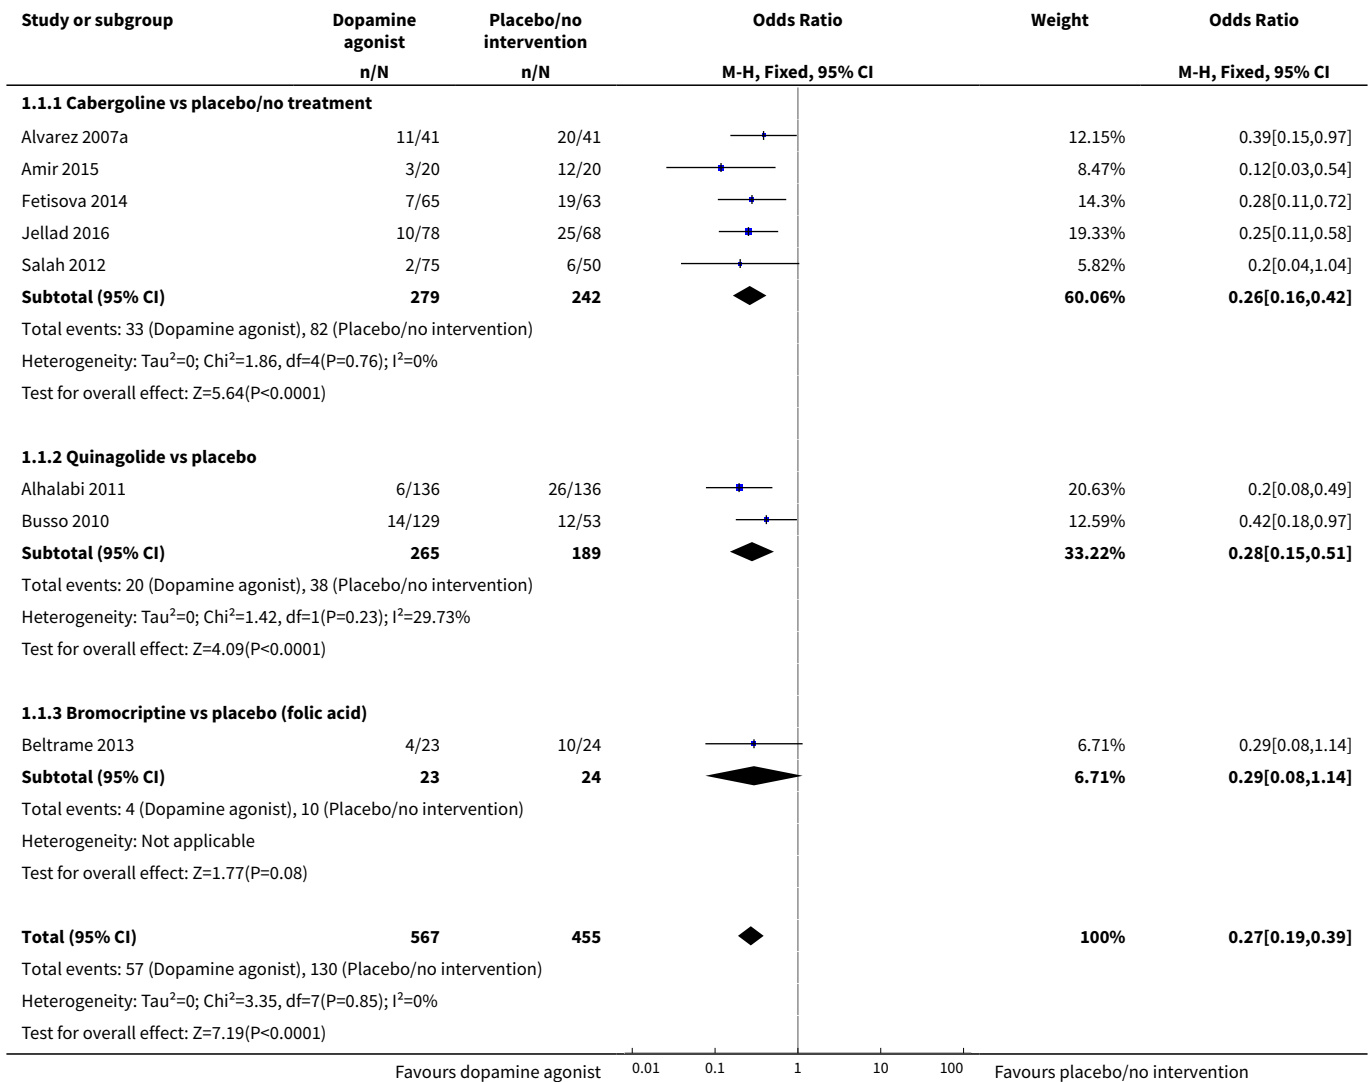 Study or subgroup Dopamine agonist Placebo/no intervention Odds Ratio Weight Odds Ratio
n/N n/N M-H, Fixed, 95% CI M-H, Fixed, 95% CI
1.1.1 Cabergoline vs placebo/no treatment
Alvarez 2007a 11/41 20/41 12.15% 0.39[0.15,0.97]
Amir 2015 3/20 12/20 8.47% 0.12[0.03,0.54]
Fetisova 2014 7/65 19/63 14.3% 0.28[0.11,0.72]
Jellad 2016 10/78 25/68 19.33% 0.25[0.11,0.58]
Salah 2012 2/75 6/50 5.82% 0.2[0.04,1.04]
Subtotal (95% CI) 279 242 60.06% 0.26[0.16,0.42]
Total events: 33 (Dopamine agonist), 82 (Placebo/no intervention)
Heterogeneity: Tau²=0; Chi²=1.86, df=4(P=0.76); I²=0%
Test for overall effect: Z=5.64(P<0.0001)
1.1.2 Quinagolide vs placebo
Alhalabi 2011 6/136 26/136 20.63% 0.2[0.08,0.49]
Busso 2010 14/129 12/53 12.59% 0.42[0.18,0.97]
Subtotal (95% CI) 265 189 33.22% 0.28[0.15,0.51]
Total events: 20 (Dopamine agonist), 38 (Placebo/no intervention)
Heterogeneity: Tau²=0; Chi²=1.42, df=1(P=0.23); I²=29.73%
Test for overall effect: Z=4.09(P<0.0001)
1.1.3 Bromocriptine vs placebo (folic acid)
Beltrame 2013 4/23 10/24 6.71% 0.29[0.08,1.14]
Subtotal (95% CI) 23 24 6.71% 0.29[0.08,1.14]
Total events: 4 (Dopamine agonist), 10 (Placebo/no intervention)
Heterogeneity: Not applicable
Test for overall effect: Z=1.77(P=0.08)
Total (95% CI) 567 455 100% 0.27[0.19,0.39]
Total events: 57 (Dopamine agonist), 130 (Placebo/no intervention)
Heterogeneity: Tau²=0; Chi²=3.35, df=7(P=0.85); I²=0%
Test for overall effect: Z=7.19(P<0.0001)
Favours dopamine agonist 0.01 0.1 1 10 100 Favours placebo/no intervention